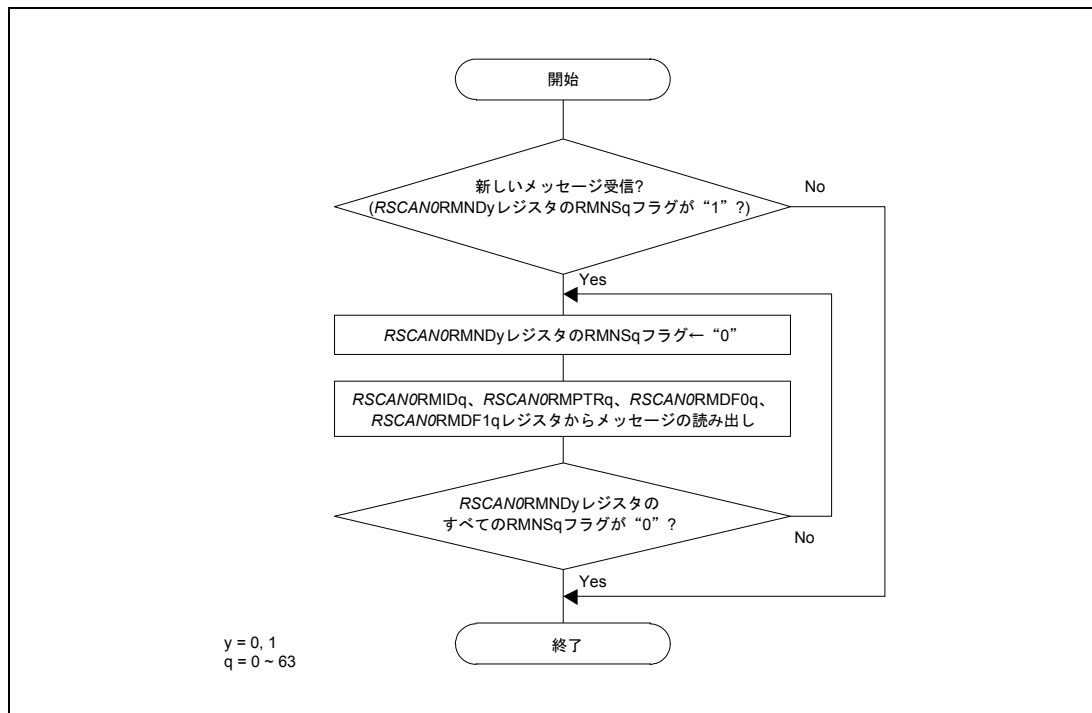 開始
新しいメッセージ受信?
(RSCAN0RMNDyレジスタのRMNSqフラグが“1”?)
No
Yes
RSCAN0RMNDyレジスタのRMNSqフラグ←“0”
RSCAN0RMIDq、RSCAN0RMPTRq、RSCAN0RMDF0q、
RSCAN0RMDF1qレジスタからメッセージの読み出し
RSCAN0RMNDyレジスタの
すべてのRMNSqフラグが“0”?
No
Yes
終了
y = 0, 1
q = 0 ~ 63